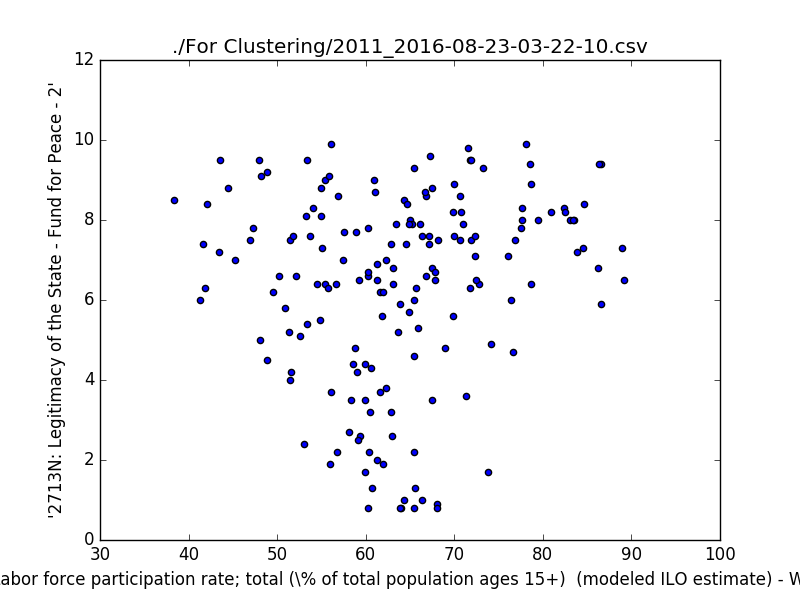 ./For Clustering/2011_2016-08-23-03-22-10.csv
'2713N: Legitimacy of the State - Fund for Peace - 2'
12
10
8
6
4
2
0
30 40 50 60 70 80 90 100
force participation rate; total (\% of total population ages 15+) (modeled ILO estimate) -